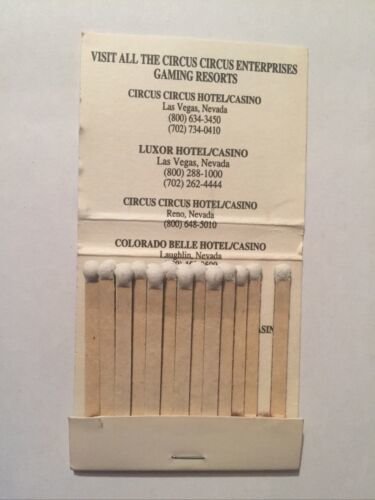 VISIT ALL THE CIRCUS CIRCUS ENTERPRISES
GAMING RESORTS
CIRCUS CIRCUS HOTEL/CASINO
Las Vegas, Nevada
(800) 634-3450
(702) 734-0410
LUXOR HOTEL/CASINO
Las Vegas, Nevada
(800) 288-1000
(702) 262-4444
CIRCUS CIRCUS HOTEL/CASINO
Reno, Nevada
(800) 648-5010
COLORADO BELLE HOTEL/CASINO
Laughlin, Nevada